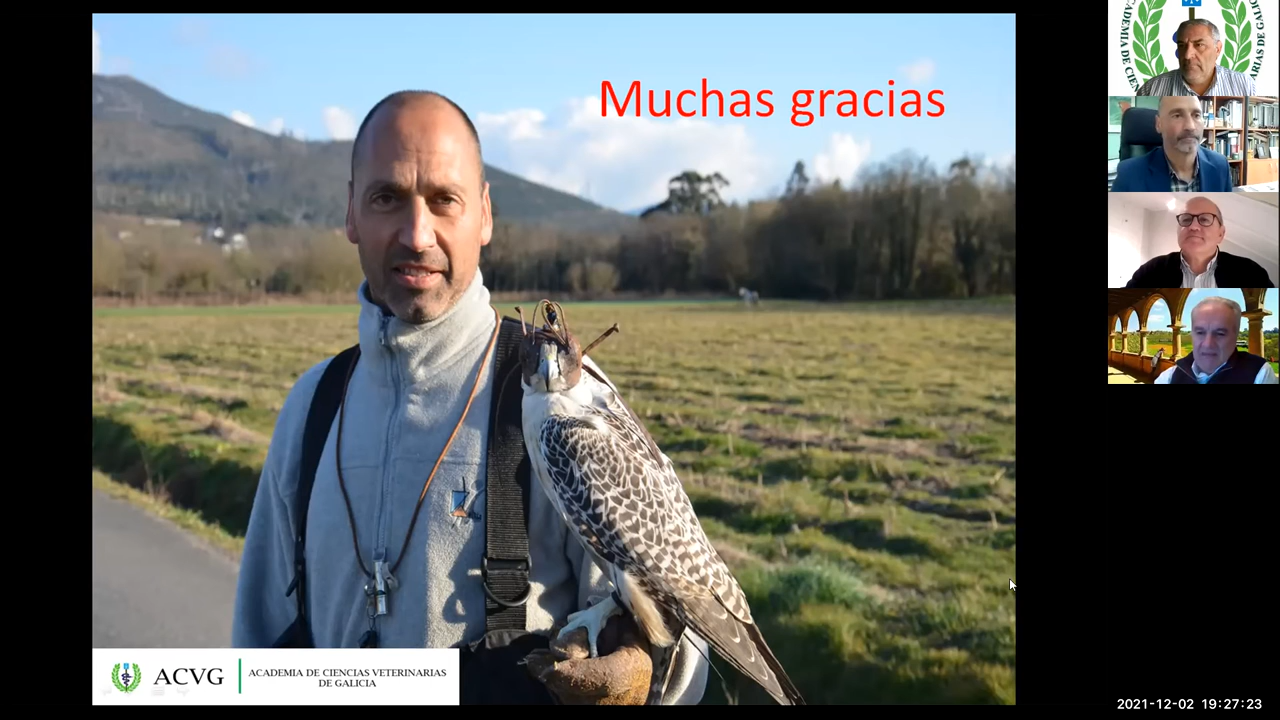 Muchas gracias
ACVG
ACADEMIA DE CIENCIAS VETERINARIAS
DE GALICIA
2021-12-02 19:27:23